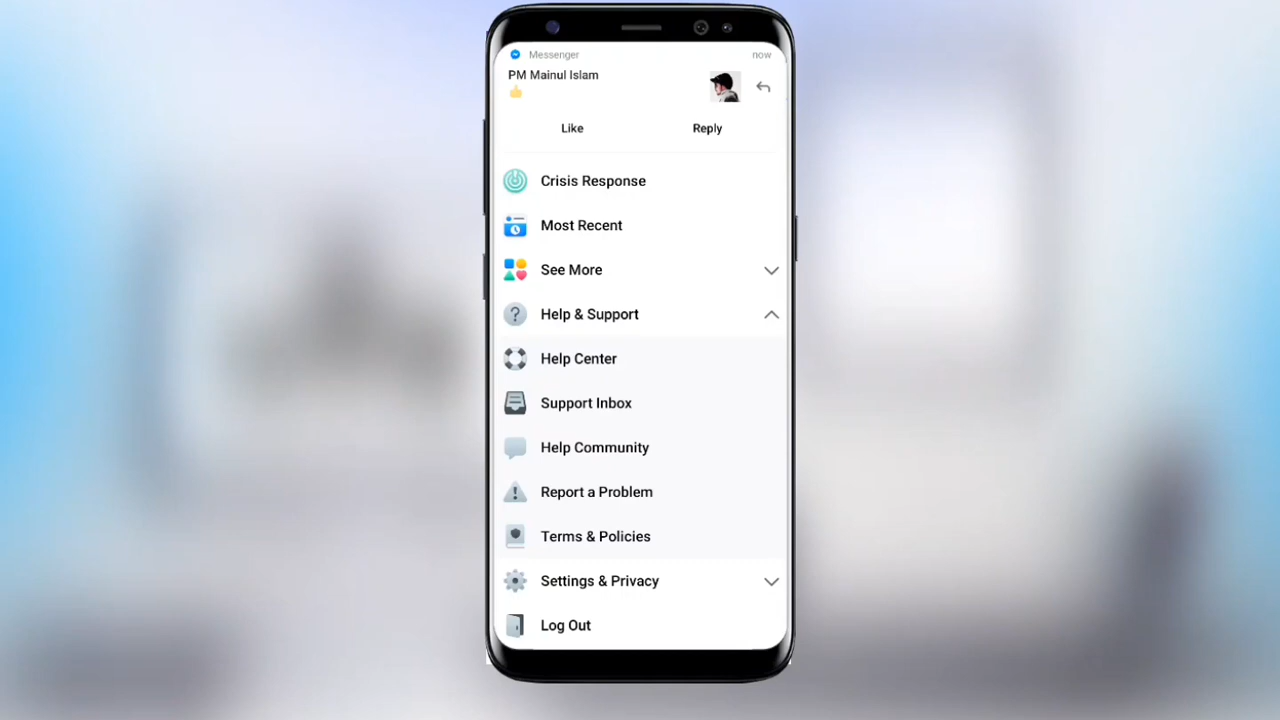 Messenger now
PM Mainul Islam
Like Reply
Crisis Response
Most Recent
See More
Help & Support
Help Center
Support Inbox
Help Community
Report a Problem
Terms & Policies
Settings & Privacy
Log Out